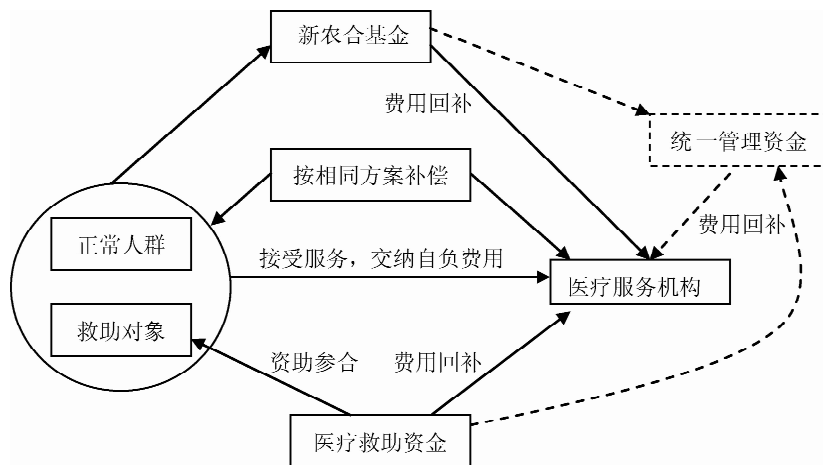 新农合基金
费用回补
统一管理资金
按相同方案补偿
费用回补
正常人群
接受服务，交纳自负费用
医疗服务机构
救助对象
资助参合
费用回补
医疗救助资金